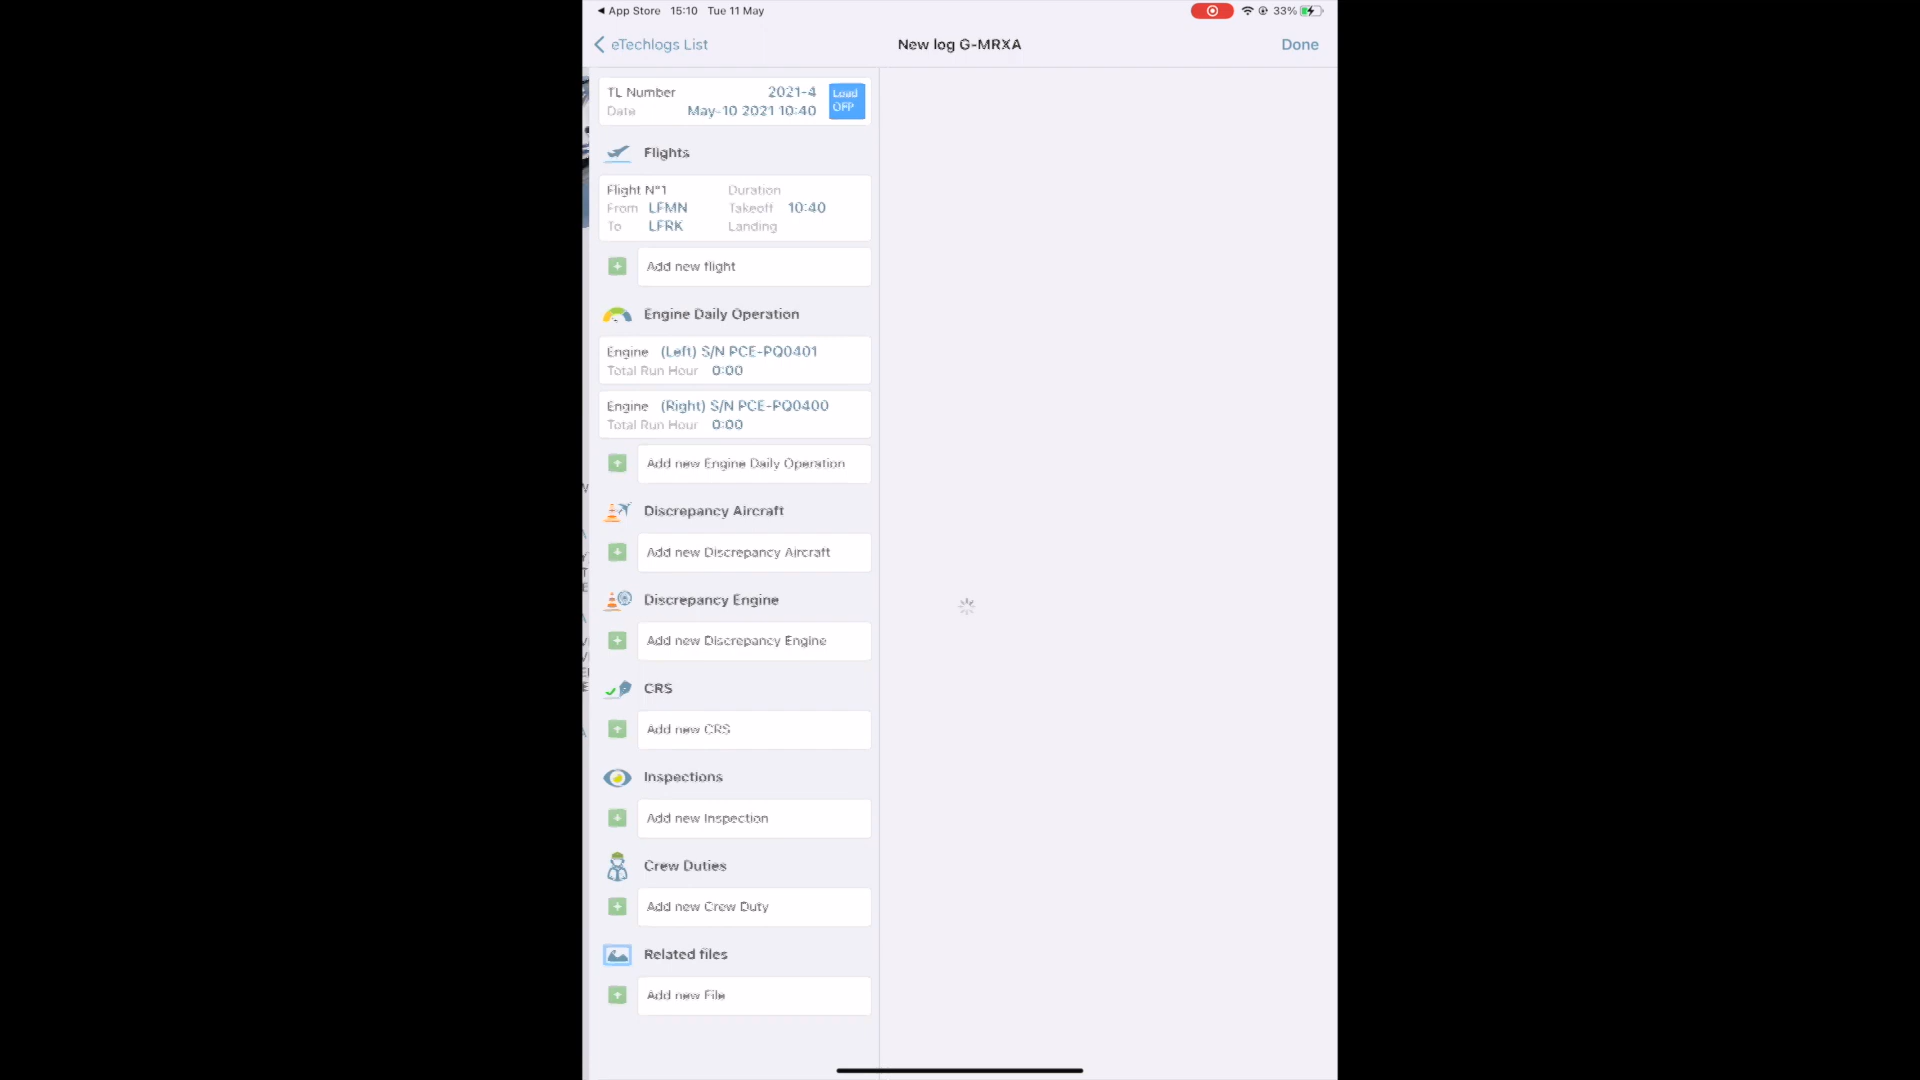 App Store 15:10 Tue 11 May
33%
eTechlogs List
New log G-MRXA
Done
TL Number 2021-4
Date May-10 2021 10:40
Load
OFP
Flights
Flight N°1 Duration
From LFMN Takeoff 10:40
To LFRK Landing
Add new flight
Engine Daily Operation
Engine (Left) S/N PCE-PQ0401
Total Run Hour 0:00
Engine (Right) S/N PCE-PQ0400
Total Run Hour 0:00
Add new Engine Daily Operation
Discrepancy Aircraft
Add new Discrepancy Aircraft
Discrepancy Engine
Add new Discrepancy Engine
CRS
Add new CRS
Inspections
Add new Inspection
Crew Duties
Add new Crew Duty
Related files
Add new File